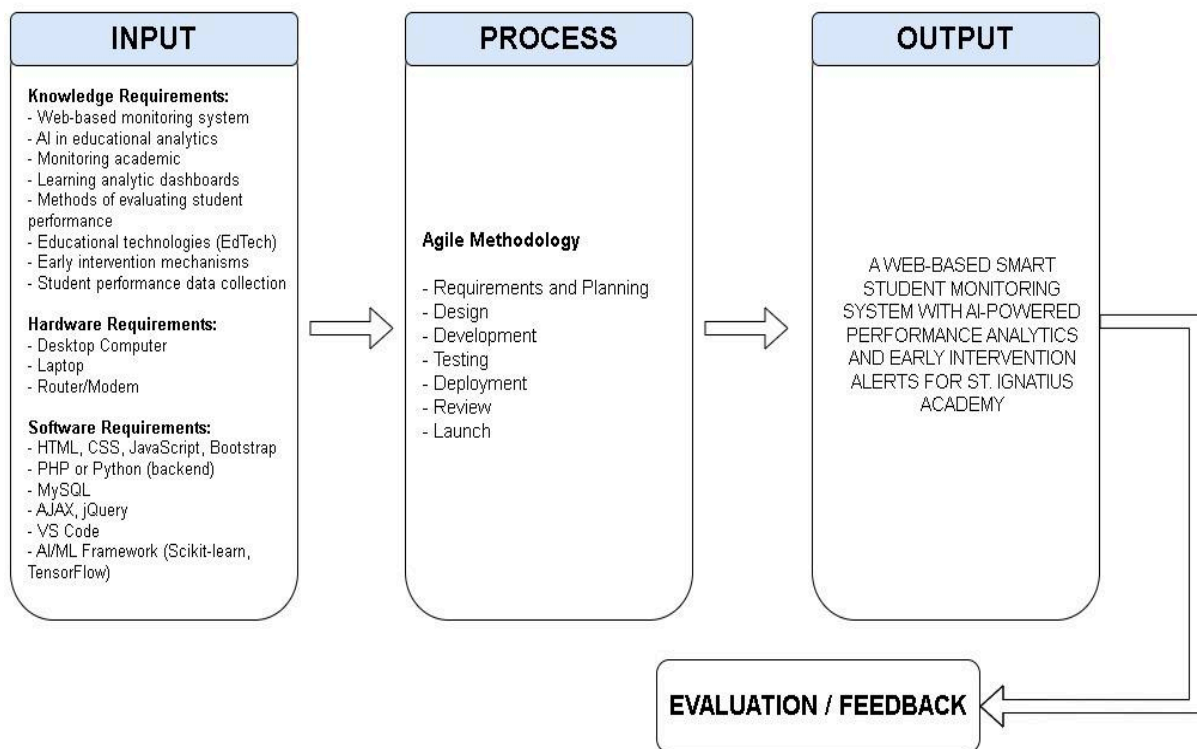 INPUT
Knowledge Requirements:
- Web-based monitoring system
- AI in educational analytics
- Monitoring academic
- Learning analytic dashboards
- Methods of evaluating student
performance
- Educational technologies (EdTech)
- Early intervention mechanisms
- Student performance data collection
Hardware Requirements:
- Desktop Computer
- Laptop
- Router/Modem
Software Requirements:
- HTML, CSS, JavaScript, Bootstrap
- PHP or Python (backend)
- MySQL
- AJAX, jQuery
- VS Code
- AI/ML Framework (Scikit-learn,
TensorFlow)
PROCESS
Agile Methodology
- Requirements and Planning
- Design
- Development
- Testing
- Deployment
- Review
- Launch
OUTPUT
A WEB-BASED SMART
STUDENT MONITORING
SYSTEM WITH AI-POWERED
PERFORMANCE ANALYTICS
AND EARLY INTERVENTION
ALERTS FOR ST. IGNATIUS
ACADEMY
EVALUATION / FEEDBACK